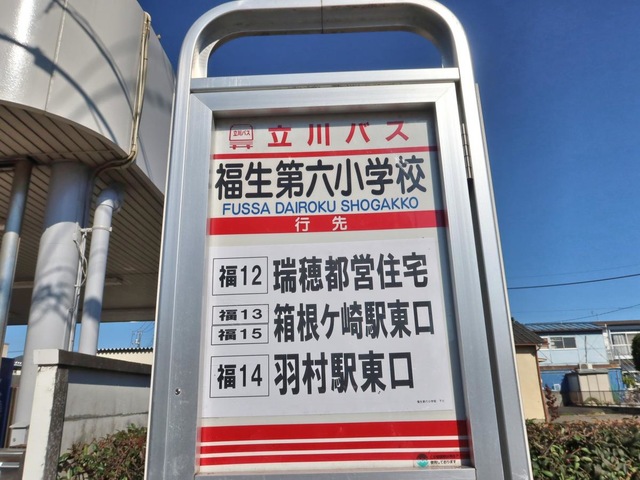 立川バス
立川バス
福生第六小学校
FUSSA DAIROKU SHOGAKKO
行先
福12 瑞穂都営住宅
福13
福15 箱根ケ崎駅東口
福14 羽村駅東口